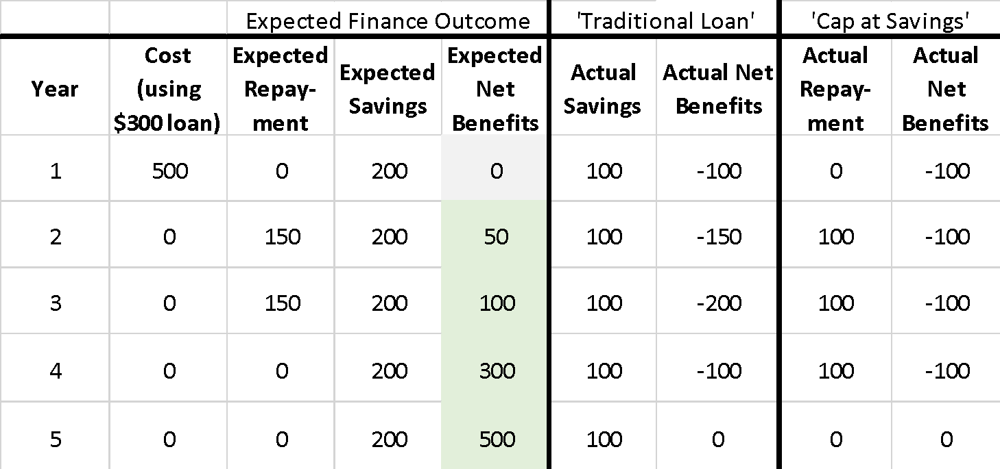 Expected Finance Outcome 'Traditional Loan' 'Cap at Savings'
Year Cost (using $300 loan) Expected Repay-ment Expected Savings Expected Net Benefits Actual Savings Actual Net Benefits Actual Repay-ment Actual Net Benefits
1 500 0 200 0 100 -100 0 -100
2 0 150 200 50 100 -150 100 -100
3 0 150 200 100 100 -200 100 -100
4 0 0 200 300 100 -100 100 -100
5 0 0 200 500 100 0 0 0